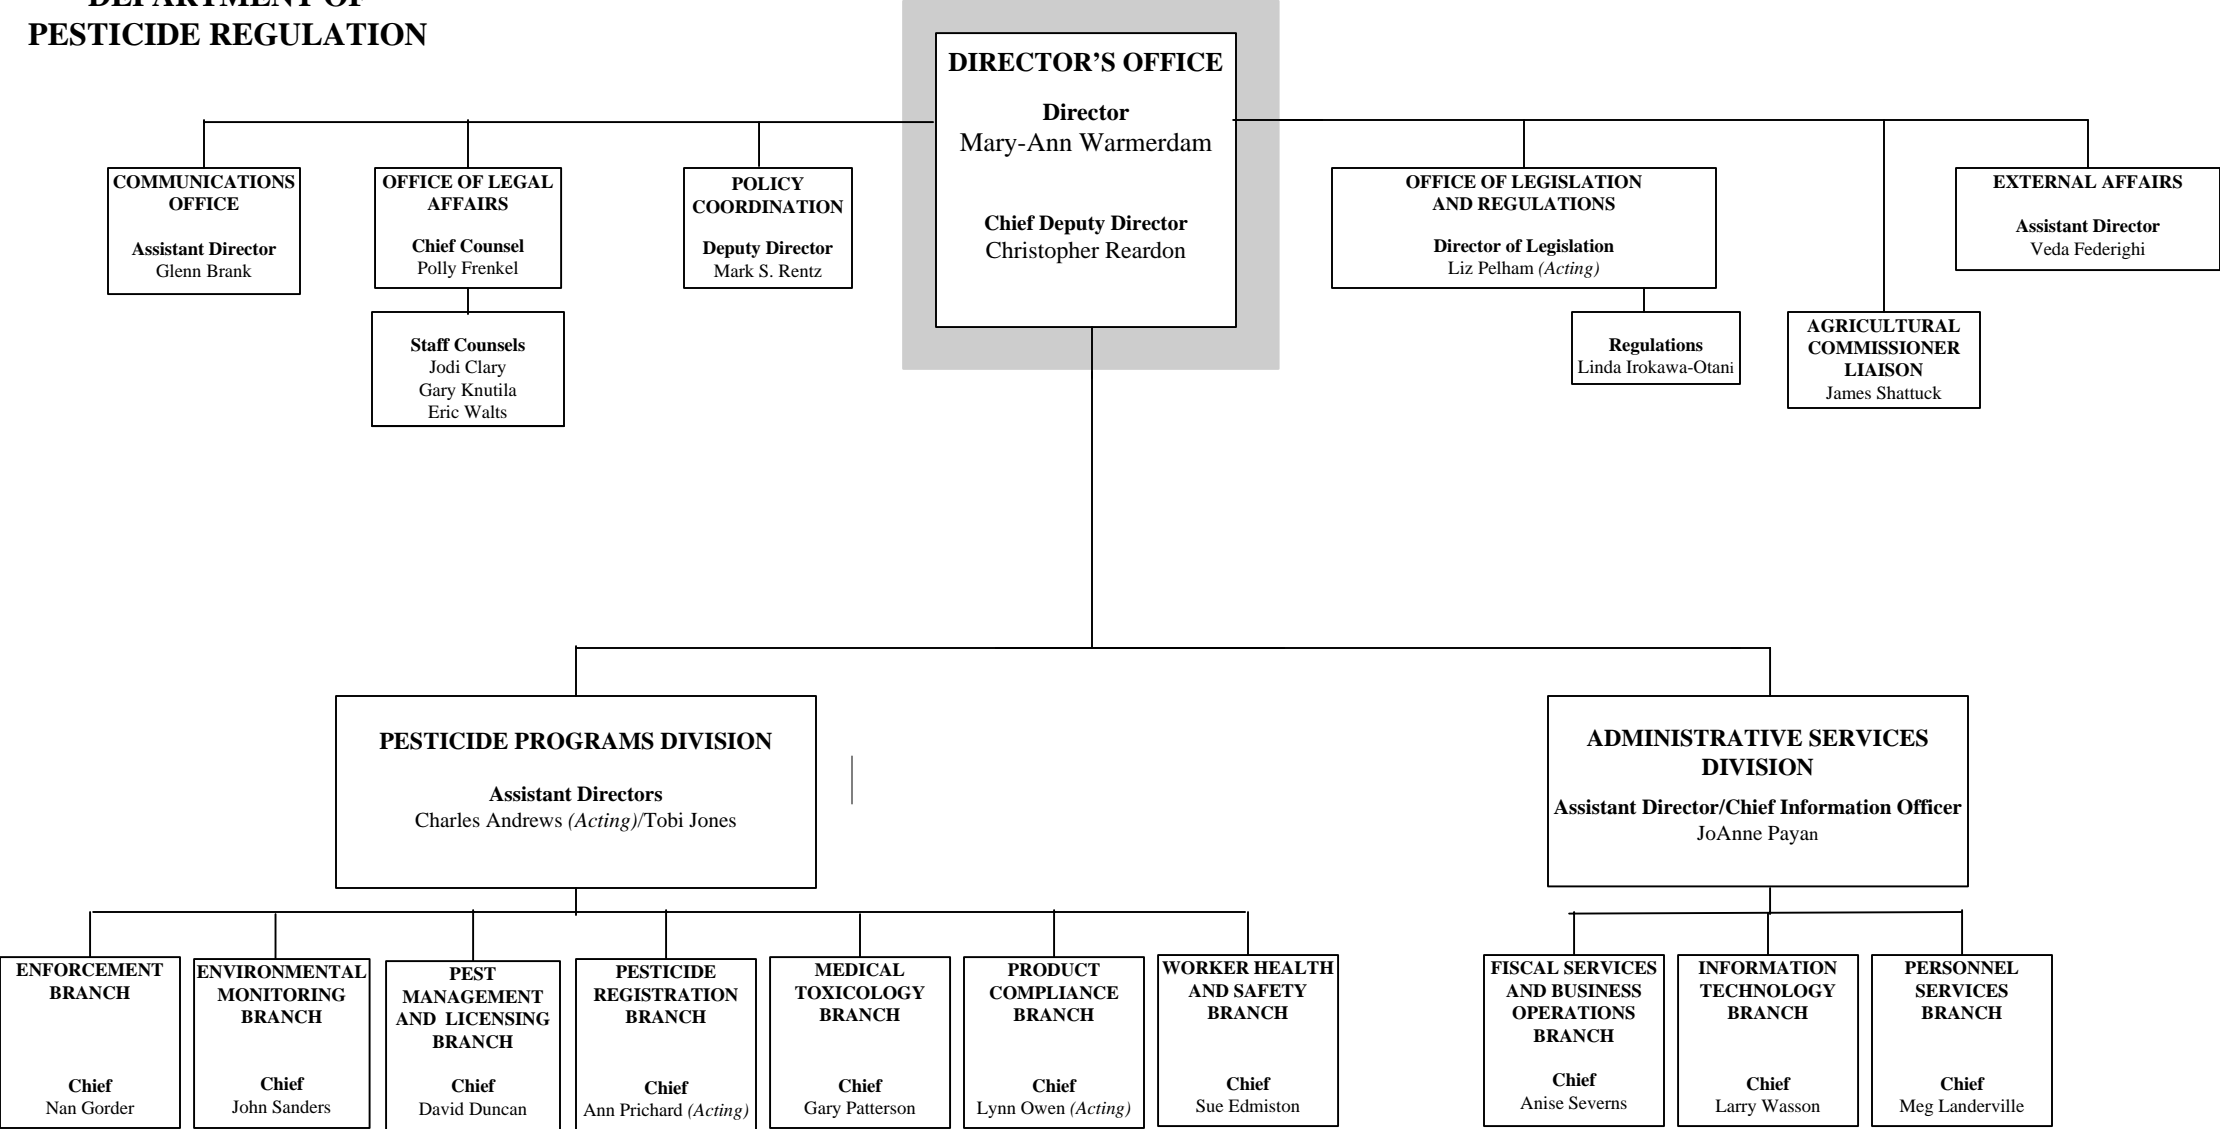 DEPARTMENT OF
PESTICIDE REGULATION
DIRECTOR’S OFFICE
Director
Mary-Ann Warmerdam
Chief Deputy Director
Christopher Reardon
COMMUNICATIONS
OFFICE
Assistant Director
Glenn Brank
OFFICE OF LEGAL
AFFAIRS
Chief Counsel
Polly Frenkel
Staff Counsels
Jodi Clary
Gary Knutila
Eric Walts
POLICY
COORDINATION
Deputy Director
Mark S. Rentz
OFFICE OF LEGISLATION
AND REGULATIONS
Director of Legislation
Liz Pelham (Acting)
Regulations
Linda Irokawa-Otani
AGRICULTURAL
COMMISSIONER
LIAISON
James Shattuck
EXTERNAL AFFAIRS
Assistant Director
Veda Federighi
PESTICIDE PROGRAMS DIVISION
Assistant Directors
Charles Andrews (Acting)/Tobi Jones
ADMINISTRATIVE SERVICES
DIVISION
Assistant Director/Chief Information Officer
JoAnne Payan
ENFORCEMENT
BRANCH
Chief
Nan Gorder
ENVIRONMENTAL
MONITORING
BRANCH
Chief
John Sanders
PEST
MANAGEMENT
AND LICENSING
BRANCH
Chief
David Duncan
PESTICIDE
REGISTRATION
BRANCH
Chief
Ann Prichard (Acting)
MEDICAL
TOXICOLOGY
BRANCH
Chief
Gary Patterson
PRODUCT
COMPLIANCE
BRANCH
Chief
Lynn Owen (Acting)
WORKER HEALTH
AND SAFETY
BRANCH
Chief
Sue Edmiston
FISCAL SERVICES
AND BUSINESS
OPERATIONS
BRANCH
Chief
Anise Severns
INFORMATION
TECHNOLOGY
BRANCH
Chief
Larry Wasson
PERSONNEL
SERVICES
BRANCH
Chief
Meg Landerville